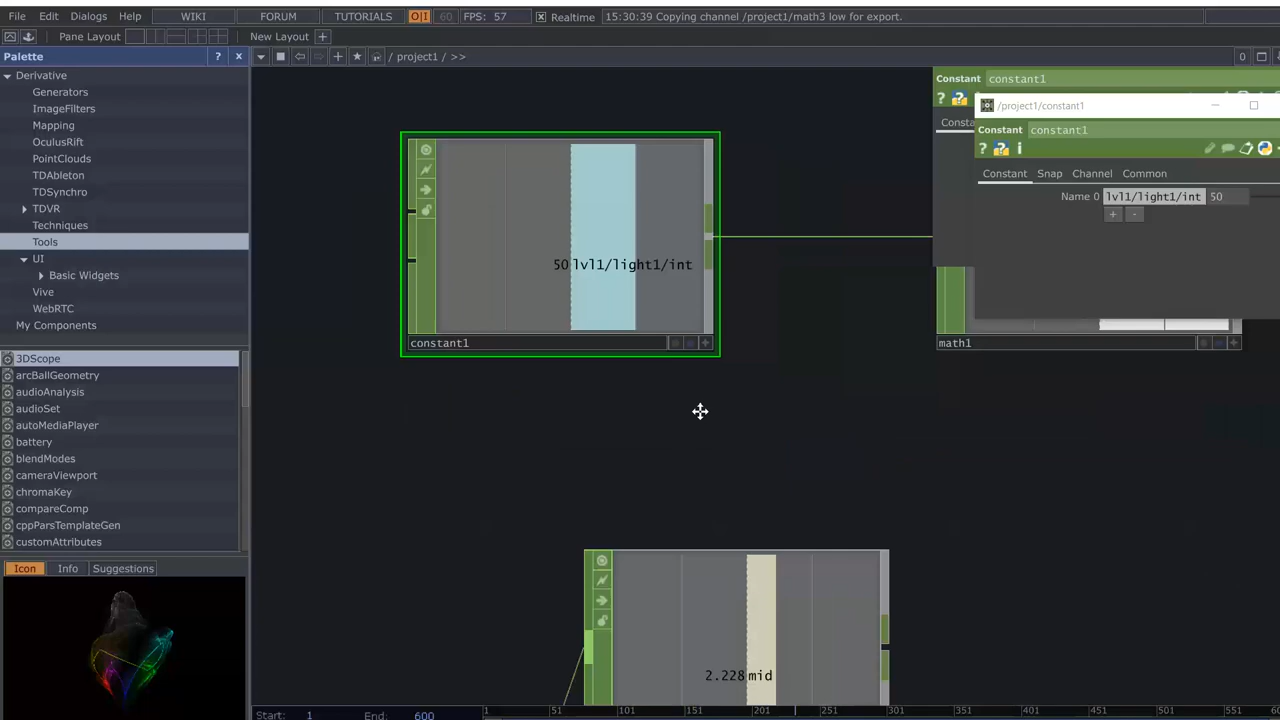 File Edit Dialogs Help WIKI FORUM TUTORIALS O|I 60 FPS: 57 Realtime 15:30:39 Copying channel /project1/math3 low for export.
Pane Layout New Layout +
Palette ? x / project1 / >> 0
Derivative
Generators
ImageFilters
Mapping
OculusRift
PointClouds
TDAbleton
TDSynchro
TDVR
Techniques
Tools
UI
Basic Widgets
Vive
WebRTC
My Components
3DScope
arcBallGeometry
audioAnalysis
audioSet
autoMediaPlayer
battery
blendModes
cameraViewport
chromaKey
compareComp
cppParsTemplateGen
customAttributes
Icon Info Suggestions
50 lvl1/light1/int
constant1
Constant constant1
/project1/constant1
Constant constant1
? ? i
Constant Snap Channel Common
Name 0 lvl1/light1/int 50
+ -
math1
2.228 mid
Start: 1 End: 600
1 51 101 151 201 251 301 351 401 451 501 551